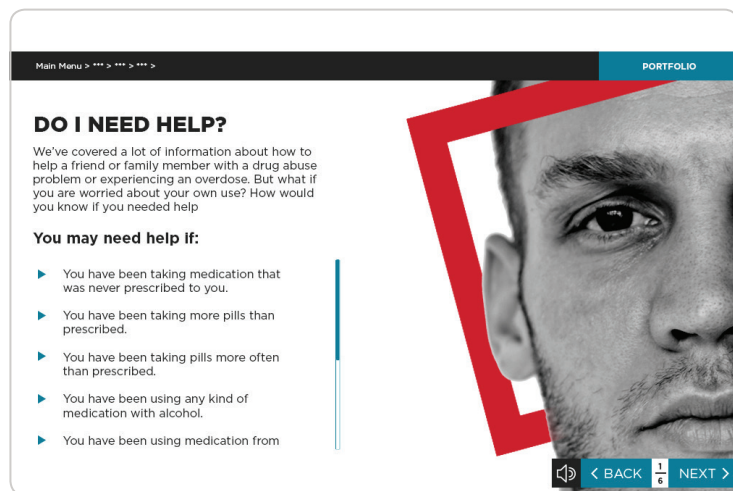 Main Menu > *** > *** > *** >
PORTFOLIO
DO I NEED HELP?
We’ve covered a lot of information about how to
help a friend or family member with a drug abuse
problem or experiencing an overdose. But what if
you are worried about your own use? How would
you know if you needed help
You may need help if:
You have been taking medication that
was never prescribed to you.
You have been taking more pills than
prescribed.
You have been taking pills more often
than prescribed.
You have been using any kind of
medication with alcohol.
You have been using medication from
< BACK
1
6
NEXT >